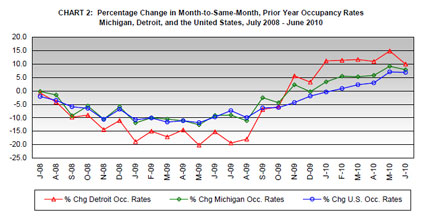 CHART 2: Percentage Change in Month-to-Same-Month, Prior Year Occupancy Rates
Michigan, Detroit, and the United States, July 2008 - June 2010
20.0
15.0
10.0
5.0
0.0
-5.0
-10.0
-15.0
-20.0
-25.0
J-08
A-08
S-08
O-08
N-08
D-08
J-09
F-09
M-09
A-09
M-09
J-09
J-09
A-09
S-09
O-09
N-09
D-09
J-10
F-10
M-10
A-10
M-10
J-10
% Chg Detroit Occ. Rates
% Chg Michigan Occ. Rates
% Chg U.S. Occ. Rates